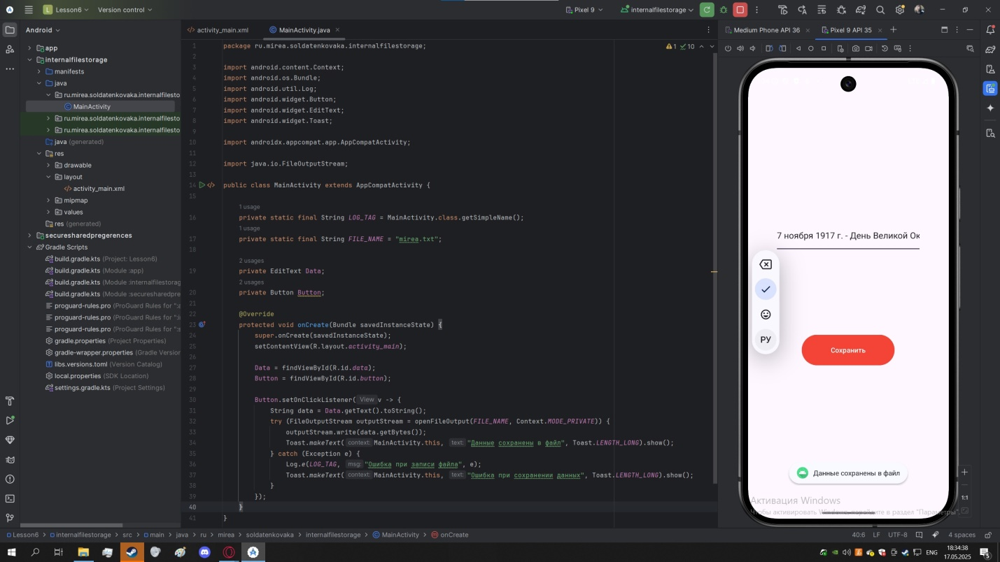 Lesson6
Version control
Pixel 9
internalfilestorage
Android
activity_main.xml
MainActivity.java
Medium Phone API 36
Pixel 9 API 35
app
internalfilestorage
manifests
java
ru.mirea.soldatenkovaka.internalfilesto
MainActivity
ru.mirea.soldatenkovaka.internalfilesto
ru.mirea.soldatenkovaka.internalfilesto
java (generated)
res
drawable
layout
activity_main.xml
mipmap
values
res (generated)
securesharedpregerences
Gradle Scripts
build.gradle.kts (Project: Lesson6)
build.gradle.kts (Module :app)
build.gradle.kts (Module :internalfilestorag
build.gradle.kts (Module :securesharedpre
proguard-rules.pro (ProGuard Rules for ":a
proguard-rules.pro (ProGuard Rules for ":i
proguard-rules.pro (ProGuard Rules for ":s
gradle.properties (Project Properties)
gradle-wrapper.properties (Gradle Version
libs.versions.toml (Version Catalog)
local.properties (SDK Location)
settings.gradle.kts (Project Settings)
1 package ru.mirea.soldatenkovaka.internalfilestorage;
1 10
2
3 import android.content.Context;
4 import android.os.Bundle;
5 import android.util.Log;
6 import android.widget.Button;
7 import android.widget.EditText;
8 import android.widget.Toast;
9
10 import androidx.appcompat.app.AppCompatActivity;
11
12 import java.io.FileOutputStream;
13
14 public class MainActivity extends AppCompatActivity {
15
1 usage
16 private static final String LOG_TAG = MainActivity.class.getSimpleName();
1 usage
17 private static final String FILE_NAME = "mirea.txt";
18
2 usages
19 private EditText Data;
2 usages
20 private Button Button;
21
22 @Override
23 protected void onCreate(Bundle savedInstanceState) {
24 super.onCreate(savedInstanceState);
25 setContentView(R.layout.activity_main);
26
27 Data = findViewById(R.id.data);
28 Button = findViewById(R.id.button);
29
30 Button.setOnClickListener( View v -> {
31 String data = Data.getText().toString();
32 try (FileOutputStream outputStream = openFileOutput(FILE_NAME, Context.MODE_PRIVATE)) {
33 outputStream.write(data.getBytes());
34 Toast.makeText( context: MainActivity.this, text: "Данные сохранены в файл", Toast.LENGTH_LONG).show();
35 } catch (Exception e) {
36 Log.e(LOG_TAG, msg: "Ошибка при записи файла", e);
37 Toast.makeText( context: MainActivity.this, text: "Ошибка при сохранении данных", Toast.LENGTH_LONG).show();
38 }
39 });
40 }
41 }
7 ноября 1917 г. - День Великой Ок
РУ
Сохранить
Данные сохранены в файл
1:1
Активация Windows
Чтобы активировать Windows, перейдите в раздел "Параметры".
Lesson6 > internalfilestorage > src > main > java > ru > mirea > soldatenkovaka > internalfilestorage > MainActivity > onCreate
40:6 LF UTF-8 4 spaces
ENG
18:34:38
17.05.2025
5